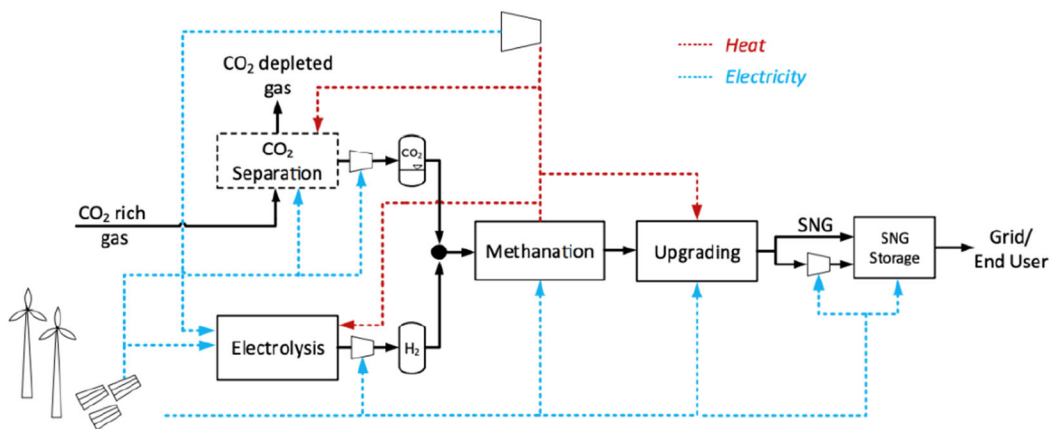 Heat
Electricity
CO₂ depleted
gas
CO₂
Separation
CO₂
CO₂ rich
gas
Methanation
Upgrading
SNG
SNG
Storage
Grid/
End User
Electrolysis
H₂